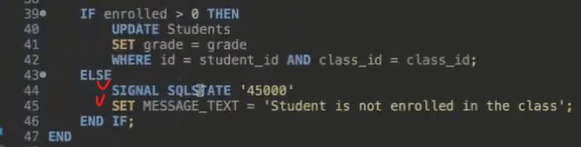 39 IF enrolled > 0 THEN
40 UPDATE Students
41 SET grade = grade
42 WHERE id = student_id AND class_id = class_id;
43 ELSE
44 SIGNAL SQLSTATE '45000'
45 SET MESSAGE_TEXT = 'Student is not enrolled in the class';
46 END IF;
47 END